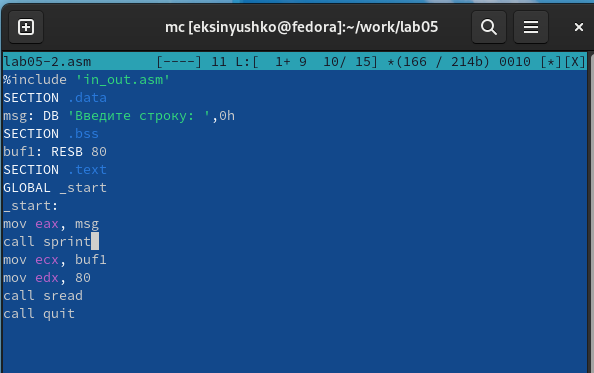 mc [eksinyushko@fedora]:~/work/lab05
lab05-2.asm [----] 11 L:[ 1+ 9 10/ 15] *(166 / 214b) 0010 [*][X]
%include 'in_out.asm'
SECTION .data
msg: DB 'Введите строку: ',0h
SECTION .bss
buf1: RESB 80
SECTION .text
GLOBAL _start
_start:
mov eax, msg
call sprint
mov ecx, buf1
mov edx, 80
call sread
call quit